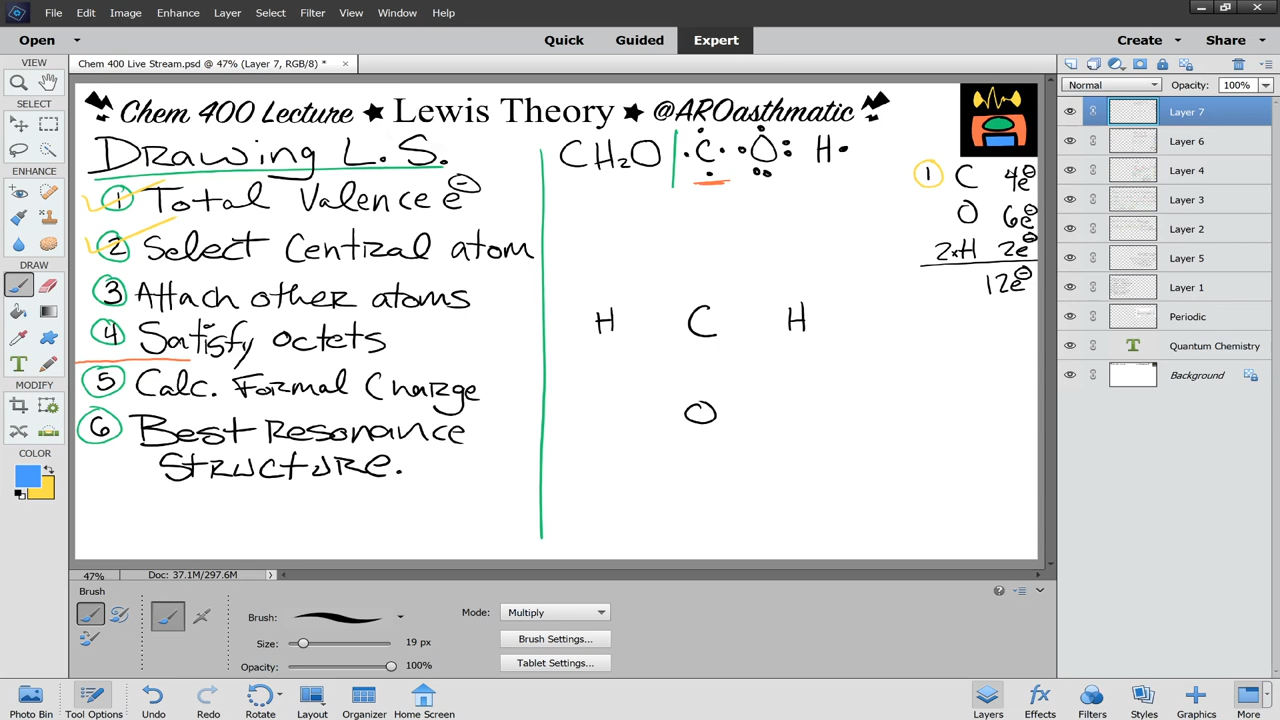 File Edit Image Enhance Layer Select Filter View Window Help
Open Quick Guided Expert Create Share
Chem 400 Live Stream.psd @ 47% (Layer 7, RGB/8) *
VIEW
SELECT
ENHANCE
DRAW
MODIFY
COLOR
Chem 400 Lecture ★ Lewis Theory ★ @AROasthmatic
Drawing L.S.
① Total Valence e⊖
② Select Central atom
③ Attach other atoms
④ Satisfy octets
⑤ Calc. Formal Charge
⑥ Best Resonance
Structure.
CH₂O C O H
① C 4e⊖
O 6e⊖
2×H 2e⊖
12e⊖
H C H
O
Normal Opacity: 100%
Layer 7
Layer 6
Layer 4
Layer 3
Layer 2
Layer 5
Layer 1
Periodic
T Quantum Chemistry
Background
47% Doc: 37.1M/297.6M
Brush
Brush:
Size: 19 px
Opacity: 100%
Mode: Multiply
Brush Settings...
Tablet Settings...
Photo Bin Tool Options Undo Redo Rotate Layout Organizer Home Screen Layers Effects Filters Styles Graphics More